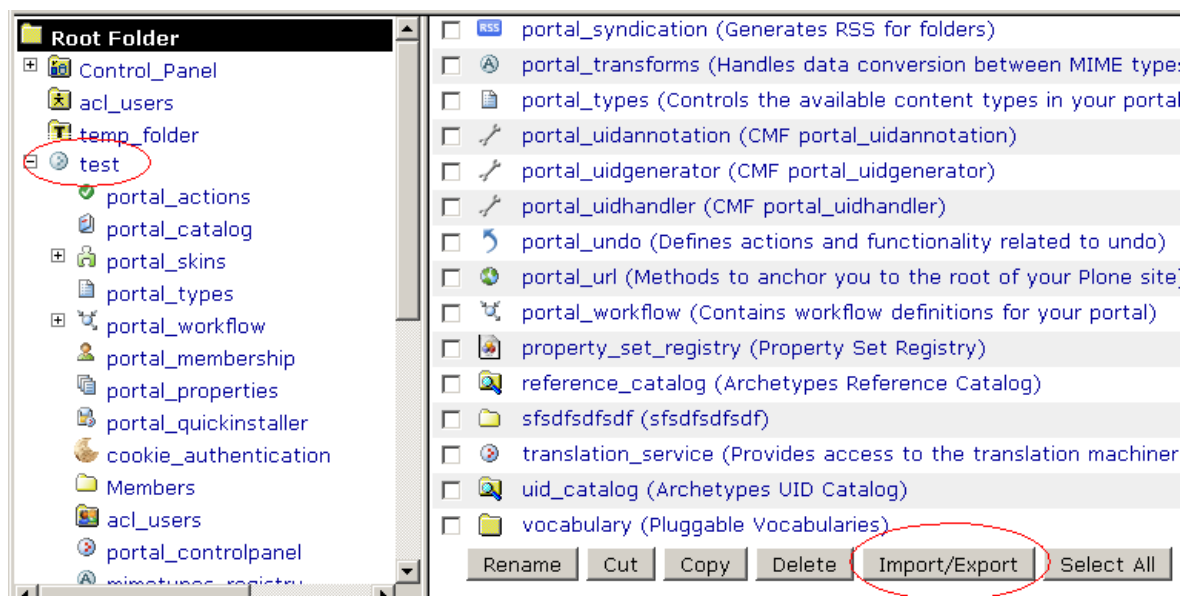 Root Folder
Control_Panel
acl_users
temp_folder
test
portal_actions
portal_catalog
portal_skins
portal_types
portal_workflow
portal_membership
portal_properties
portal_quickinstaller
cookie_authentication
Members
acl_users
portal_controlpanel
mimetypes_registry
RSS portal_syndication (Generates RSS for folders)
portal_transforms (Handles data conversion between MIME types
portal_types (Controls the available content types in your portal
portal_uidannotation (CMF portal_uidannotation)
portal_uidgenerator (CMF portal_uidgenerator)
portal_uidhandler (CMF portal_uidhandler)
portal_undo (Defines actions and functionality related to undo)
portal_url (Methods to anchor you to the root of your Plone site)
portal_workflow (Contains workflow definitions for your portal)
property_set_registry (Property Set Registry)
reference_catalog (Archetypes Reference Catalog)
sfsdfsdfsdf (sfsdfsdfsdf)
translation_service (Provides access to the translation machiner
uid_catalog (Archetypes UID Catalog)
vocabulary (Pluggable Vocabularies)
Rename Cut Copy Delete Import/Export Select All